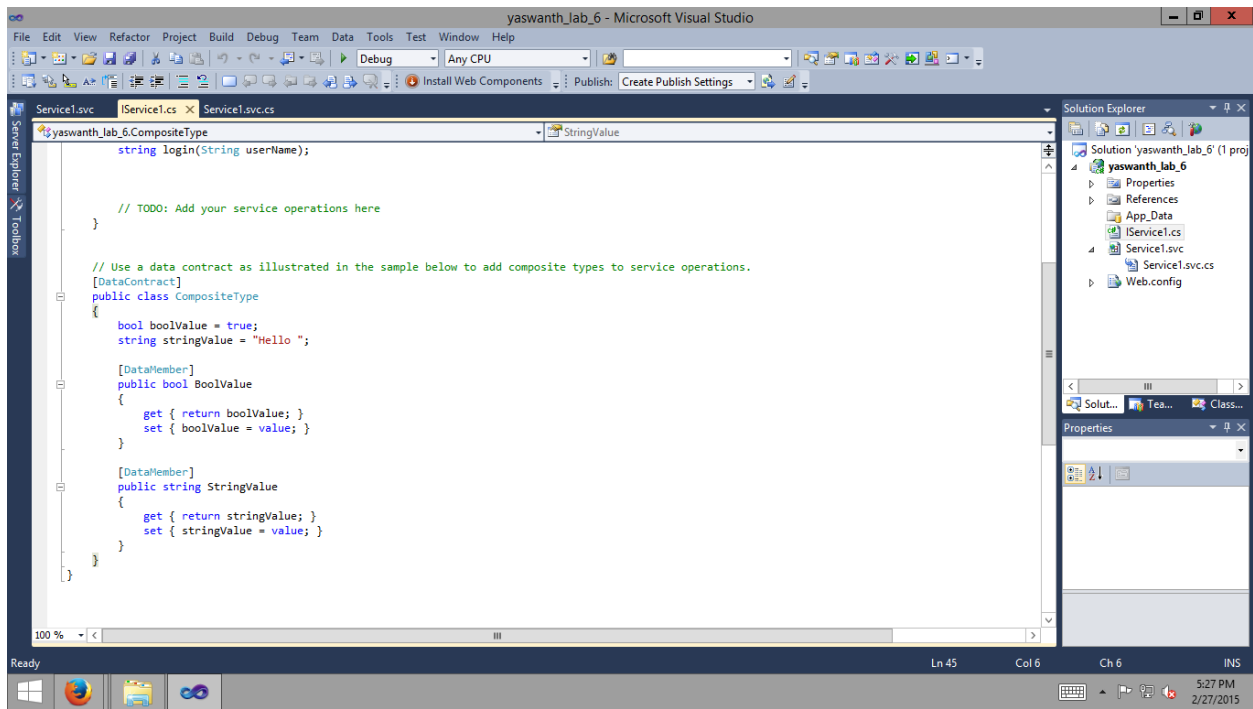 yaswanth_lab_6 - Microsoft Visual Studio
File Edit View Refactor Project Build Debug Team Data Tools Test Window Help
Debug Any CPU
Install Web Components Publish: Create Publish Settings
Server Explorer
Toolbox
Service1.svc IService1.cs Service1.svc.cs
yaswanth_lab_6.CompositeType StringValue
string login(String userName);
// TODO: Add your service operations here
}
// Use a data contract as illustrated in the sample below to add composite types to service operations.
[DataContract]
public class CompositeType
{
bool boolValue = true;
string stringValue = "Hello ";
[DataMember]
public bool BoolValue
{
get { return boolValue; }
set { boolValue = value; }
}
[DataMember]
public string StringValue
{
get { return stringValue; }
set { stringValue = value; }
}
}
}
100 %
Solution Explorer
Solution 'yaswanth_lab_6' (1 proj
yaswanth_lab_6
Properties
References
App_Data
IService1.cs
Service1.svc
Service1.svc.cs
Web.config
Solut... Tea... Class...
Properties
Ready Ln 45 Col 6 Ch 6 INS
5:27 PM
2/27/2015